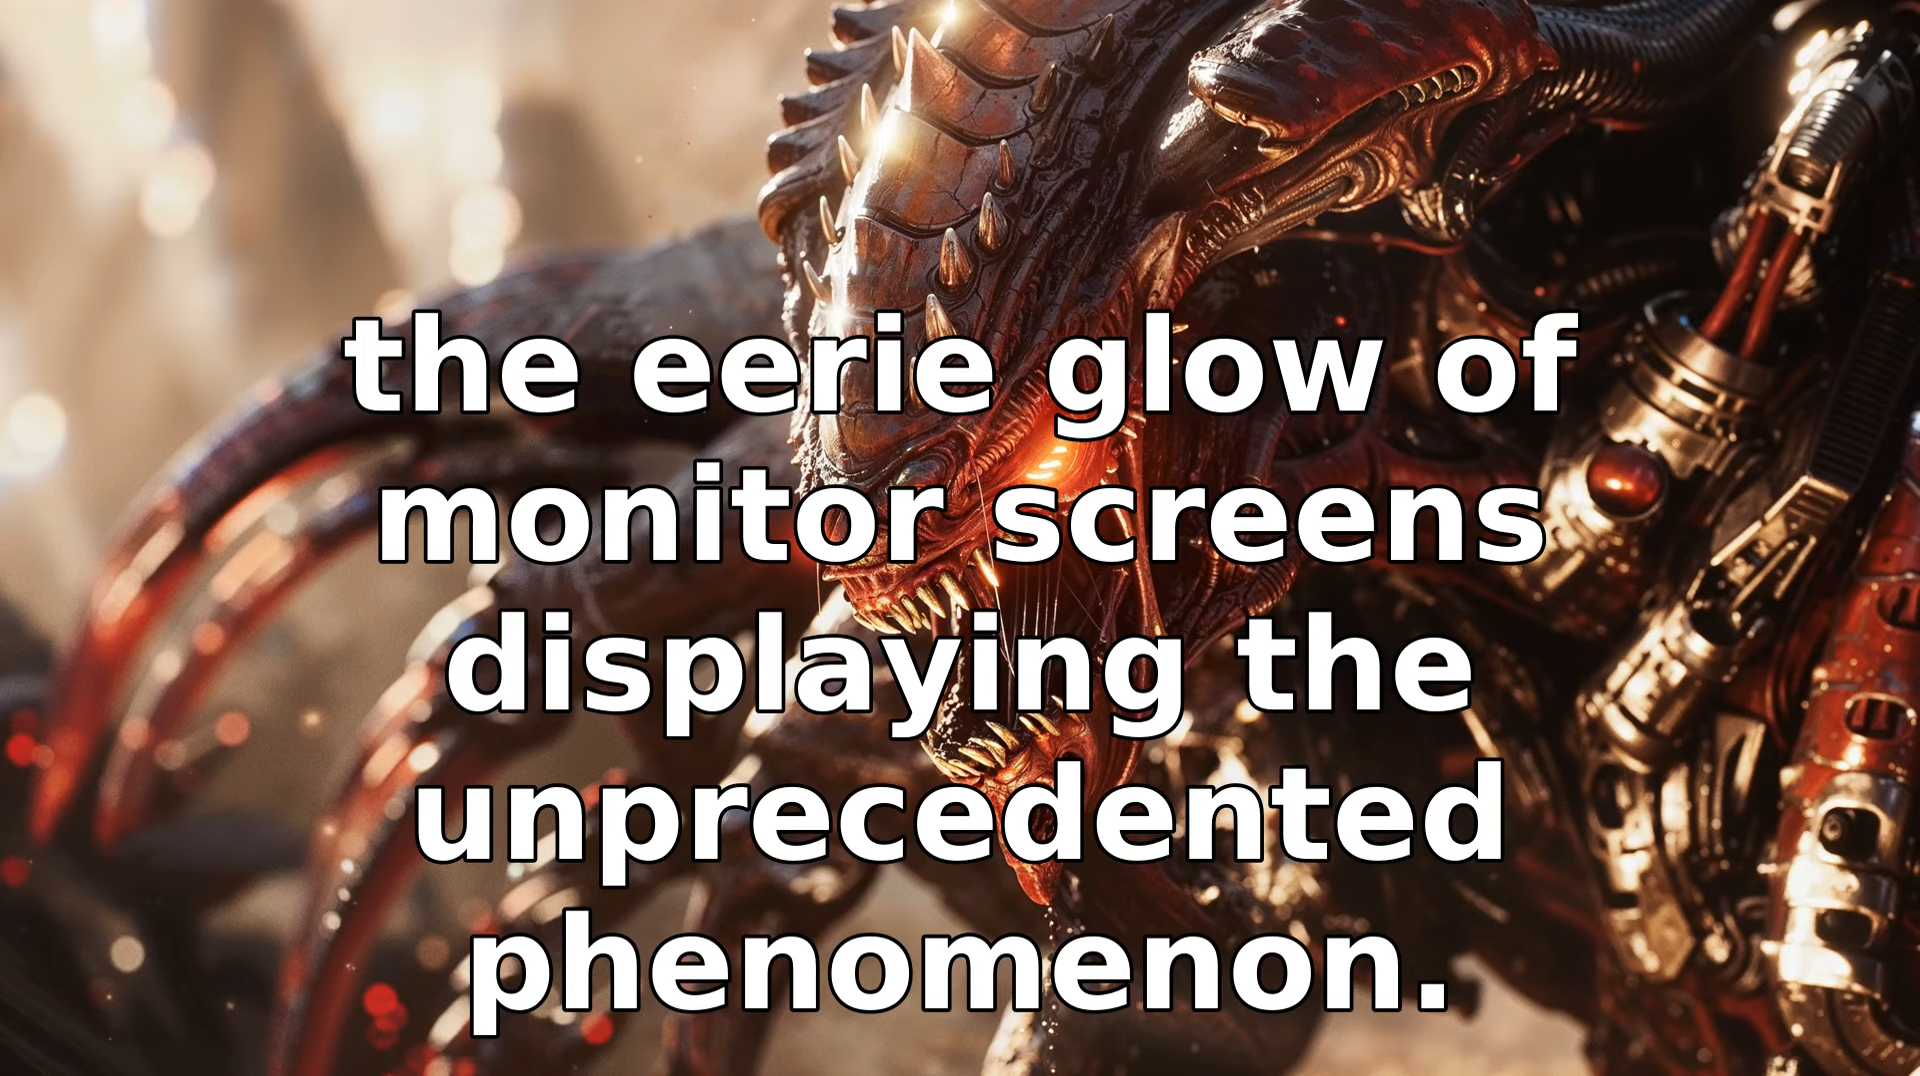 the eerie glow of
monitor screens
displaying the
unprecedented
phenomenon.